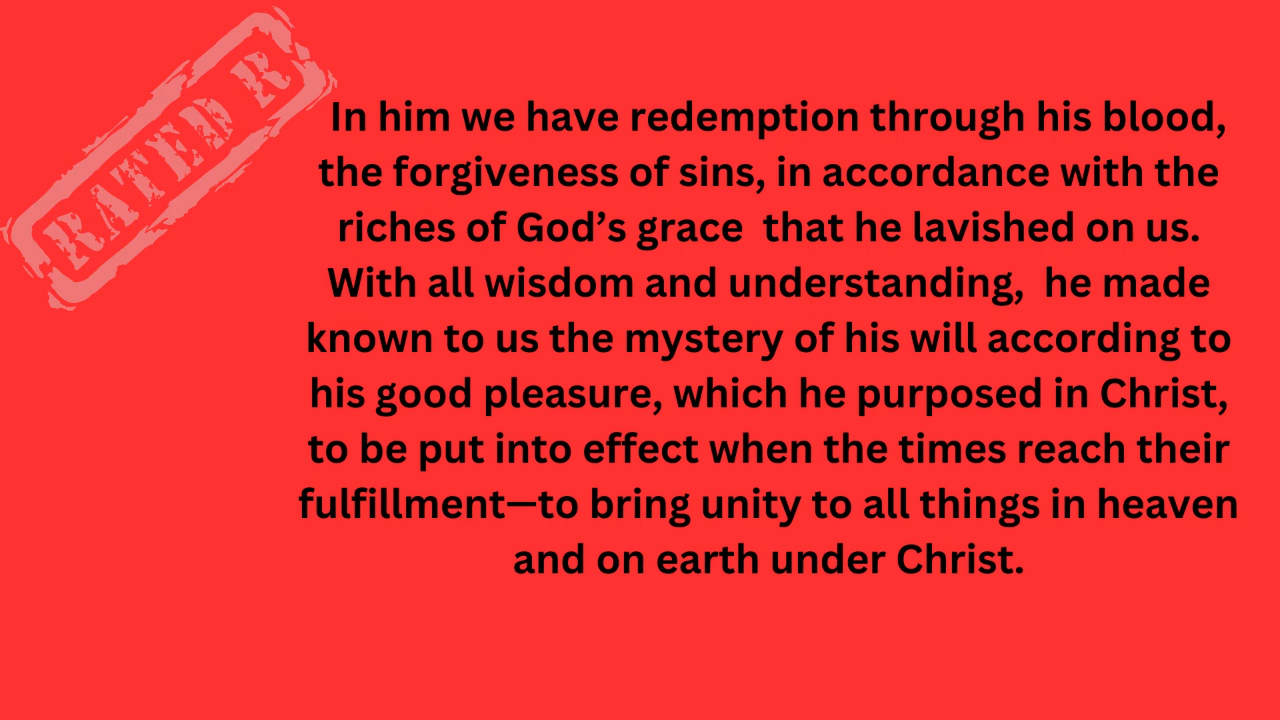 RATED R
In him we have redemption through his blood,
the forgiveness of sins, in accordance with the
riches of God’s grace  that he lavished on us.
With all wisdom and understanding,  he made
known to us the mystery of his will according to
his good pleasure, which he purposed in Christ,
to be put into effect when the times reach their
fulfillment—to bring unity to all things in heaven
and on earth under Christ.